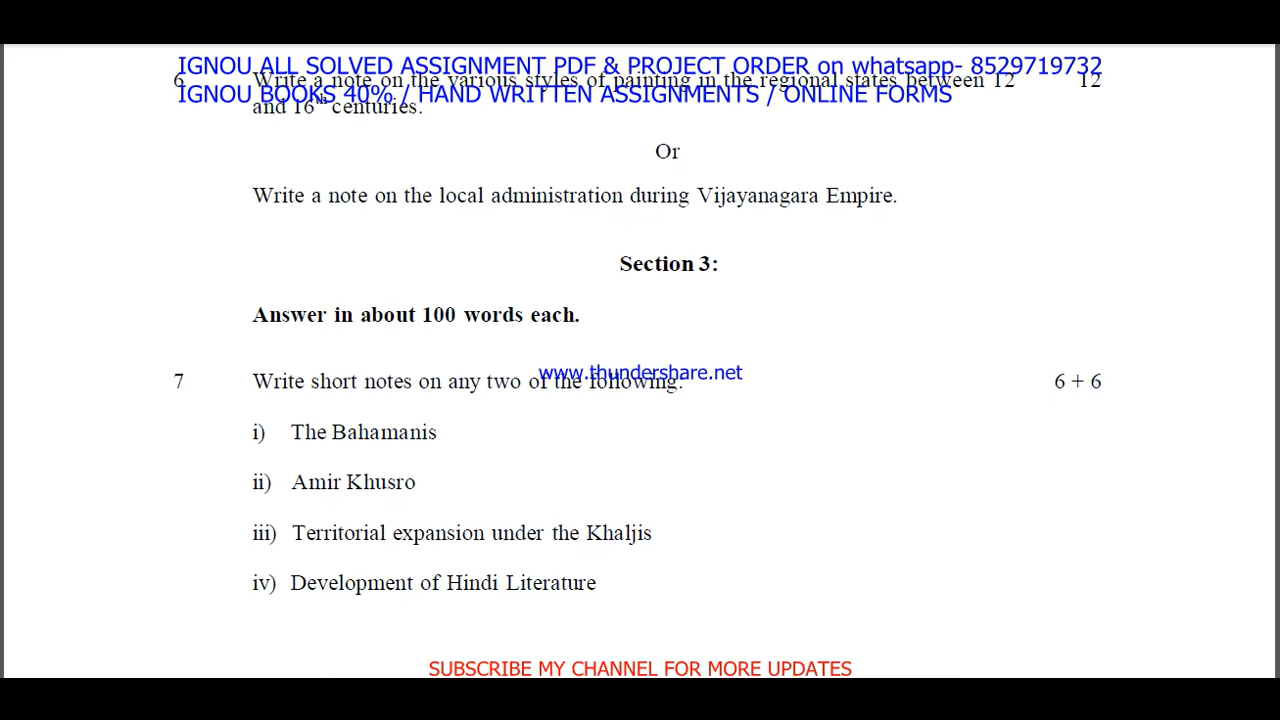 IGNOU ALL SOLVED ASSIGNMENT PDF & PROJECT ORDER on whatsapp- 8529719732
6 Write a note on the various styles of painting in the regional states between 12 12
IGNOU BOOKS 40% / HAND WRITTEN ASSIGNMENTS / ONLINE FORMS
and 16th centuries.
Or
Write a note on the local administration during Vijayanagara Empire.
Section 3:
Answer in about 100 words each.
www.thundershare.net
7 Write short notes on any two of the following: 6 + 6
i) The Bahamanis
ii) Amir Khusro
iii) Territorial expansion under the Khaljis
iv) Development of Hindi Literature
SUBSCRIBE MY CHANNEL FOR MORE UPDATES